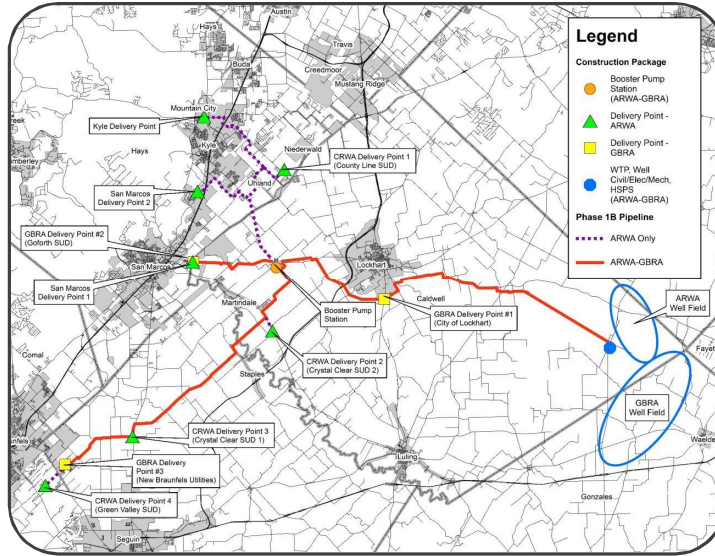 Austin
Hays
Travis
Creedmoor
Buda
Mustang Ridge
Mountain City
Kyle Delivery Point
Kyle
Niederwald
CRWA Delivery Point 1
(County Line SUD)
Hays
Uhland
San Marcos
Delivery Point 2
GBRA Delivery Point #2
(Goforth SUD)
San Marcos
Lockhart
San Marcos
Delivery Point 1
Martindale
Booster Pump
Station
Caldwell
GBRA Delivery Point #1
(City of Lockhart)
ARWA
Well Field
Comal
Staples
CRWA Delivery Point 2
(Crystal Clear SUD 2)
GBRA
Well Field
CRWA Delivery Point 3
(Crystal Clear SUD 1)
Luling
GBRA Delivery
Point #3
(New Braunfels Utilities)
CRWA Delivery Point 4
(Green Valley SUD)
Gonzales
Seguin
Legend
Construction Package
Booster Pump
Station
(ARWA-GBRA)
Delivery Point -
ARWA
Delivery Point -
GBRA
WTP, Well
Civil/Elec/Mech,
HSPS
(ARWA-GBRA)
Phase 1B Pipeline
ARWA Only
ARWA-GBRA